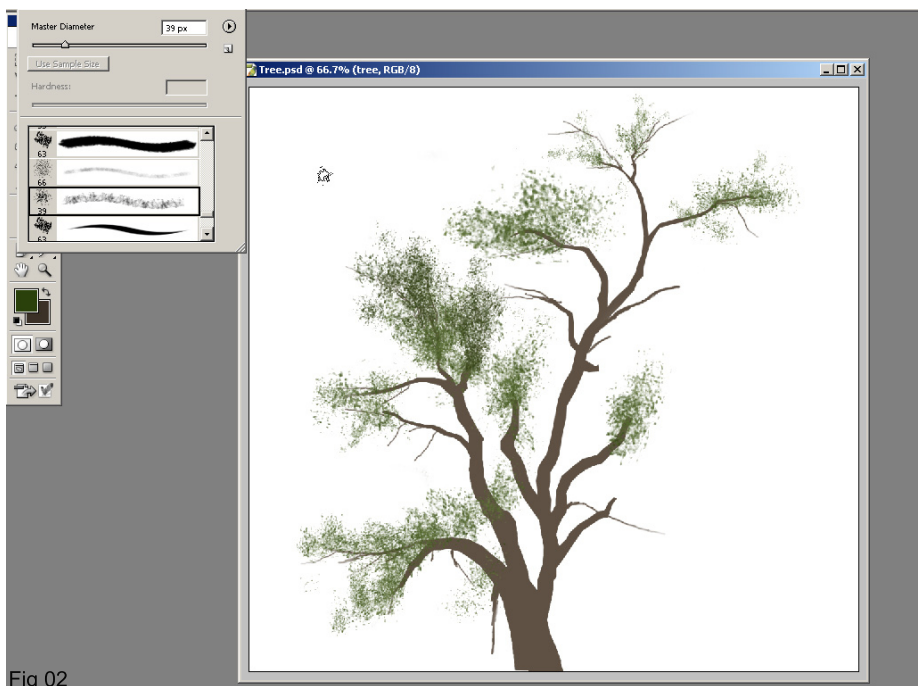 Master Diameter
39 px
Use Sample Size
Hardness:
63
66
39
63
Tree.psd @ 66.7% (tree, RGB/8)
Fig 02